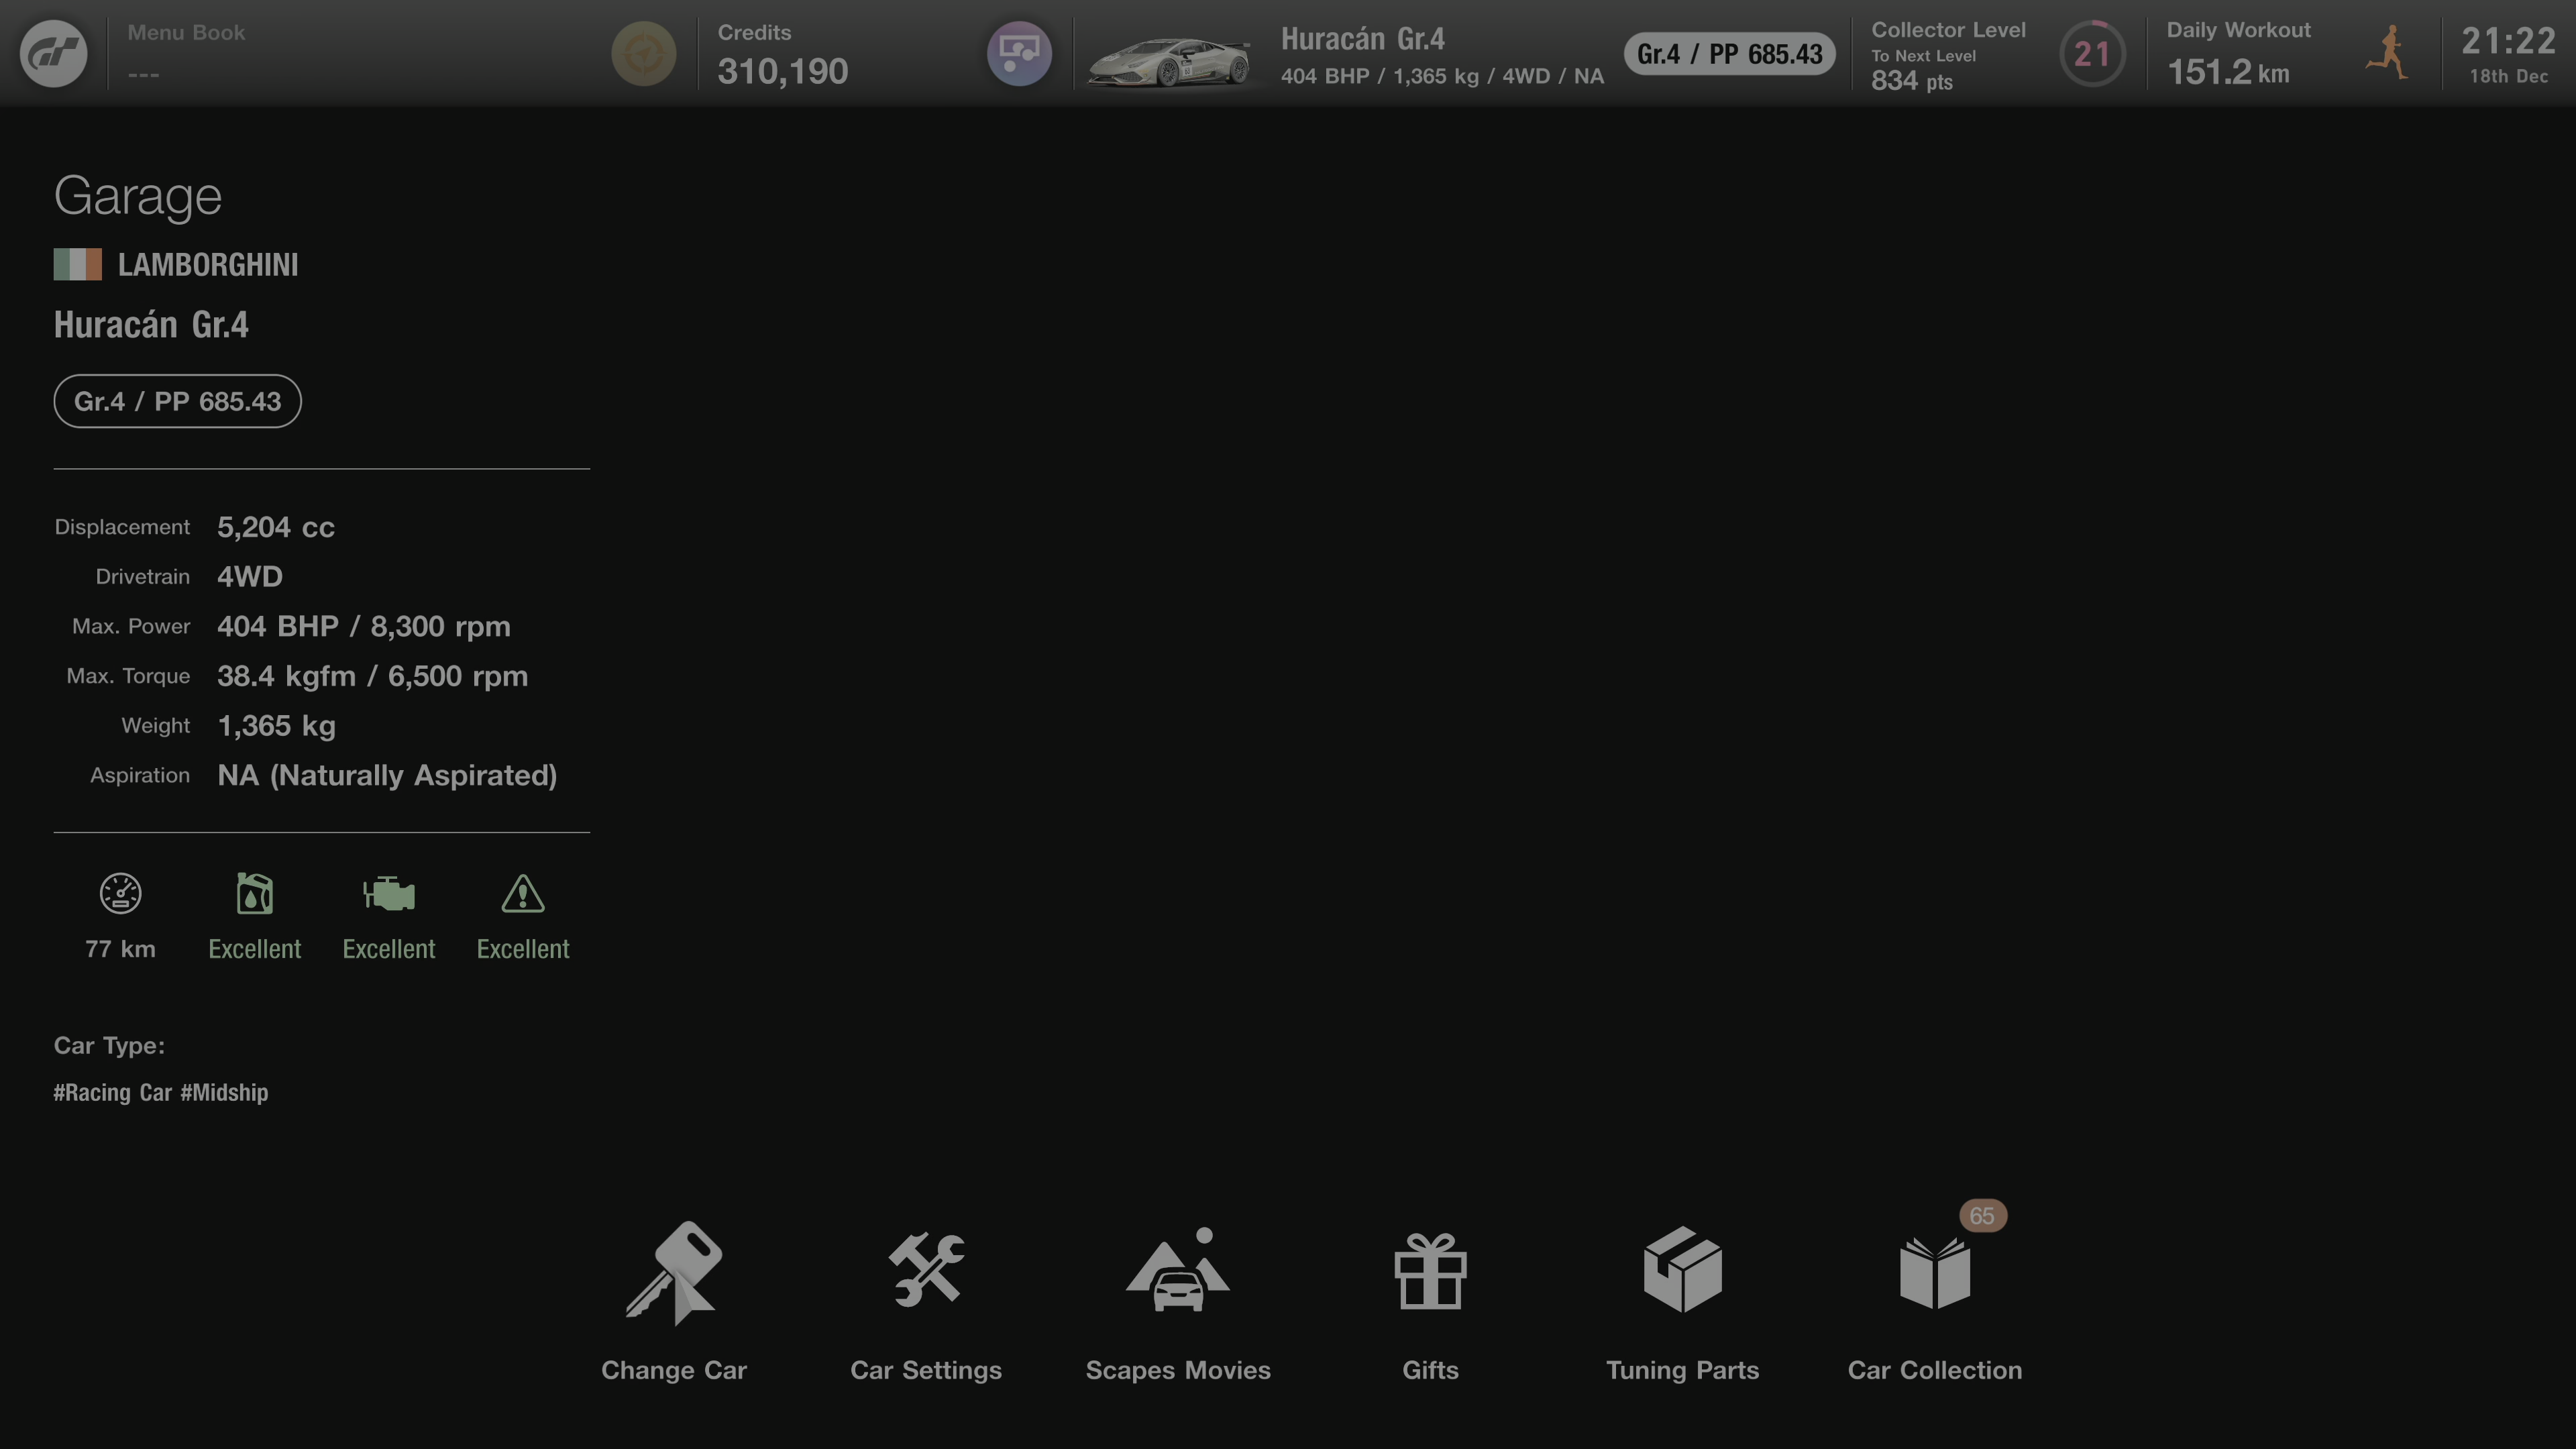 Menu Book
---
Credits
310,190
Huracán Gr.4
404 BHP / 1,365 kg / 4WD / NA
Gr.4 / PP 685.43
Collector Level
To Next Level
834 pts
21
Daily Workout
151.2 km
21:22
18th Dec
Garage
LAMBORGHINI
Huracán Gr.4
Gr.4 / PP 685.43
Displacement 5,204 cc
Drivetrain 4WD
Max. Power 404 BHP / 8,300 rpm
Max. Torque 38.4 kgfm / 6,500 rpm
Weight 1,365 kg
Aspiration NA (Naturally Aspirated)
77 km Excellent Excellent Excellent
Car Type:
#Racing Car #Midship
65
Change Car Car Settings Scapes Movies Gifts Tuning Parts Car Collection